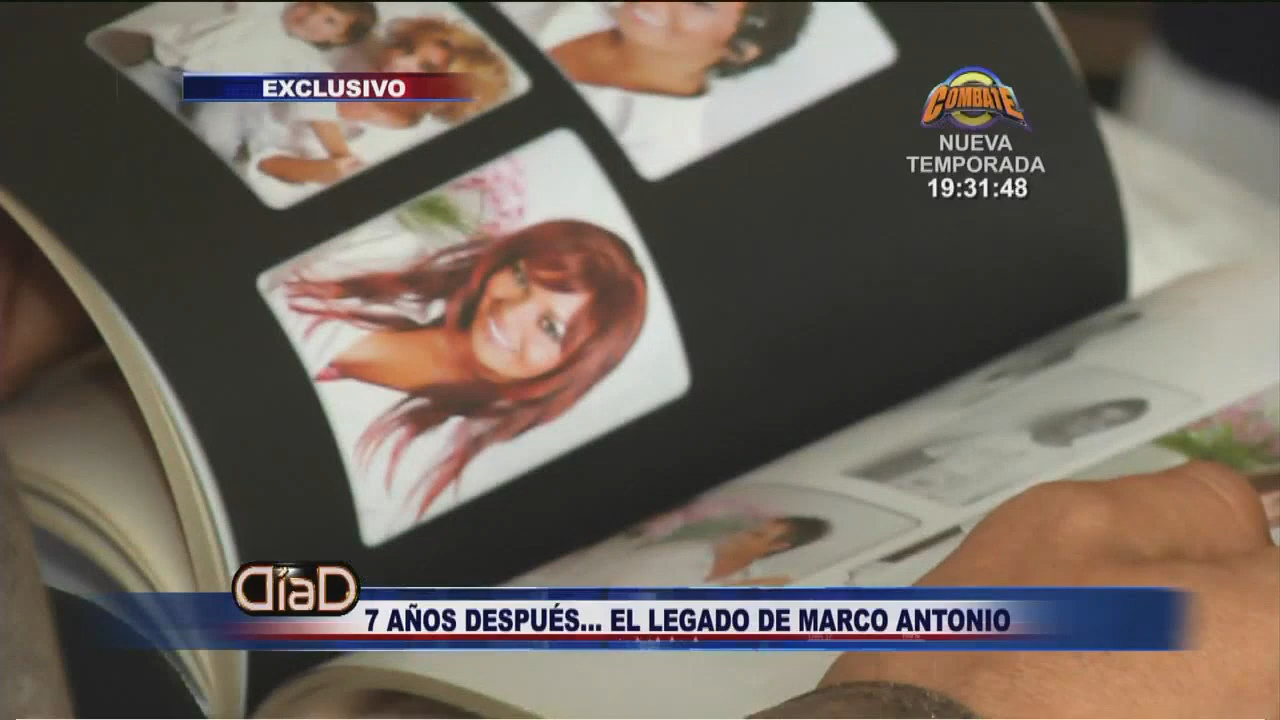 EXCLUSIVO
COMBATE
NUEVA
TEMPORADA
19:31:48
DíaD
7 AÑOS DESPUÉS... EL LEGADO DE MARCO ANTONIO